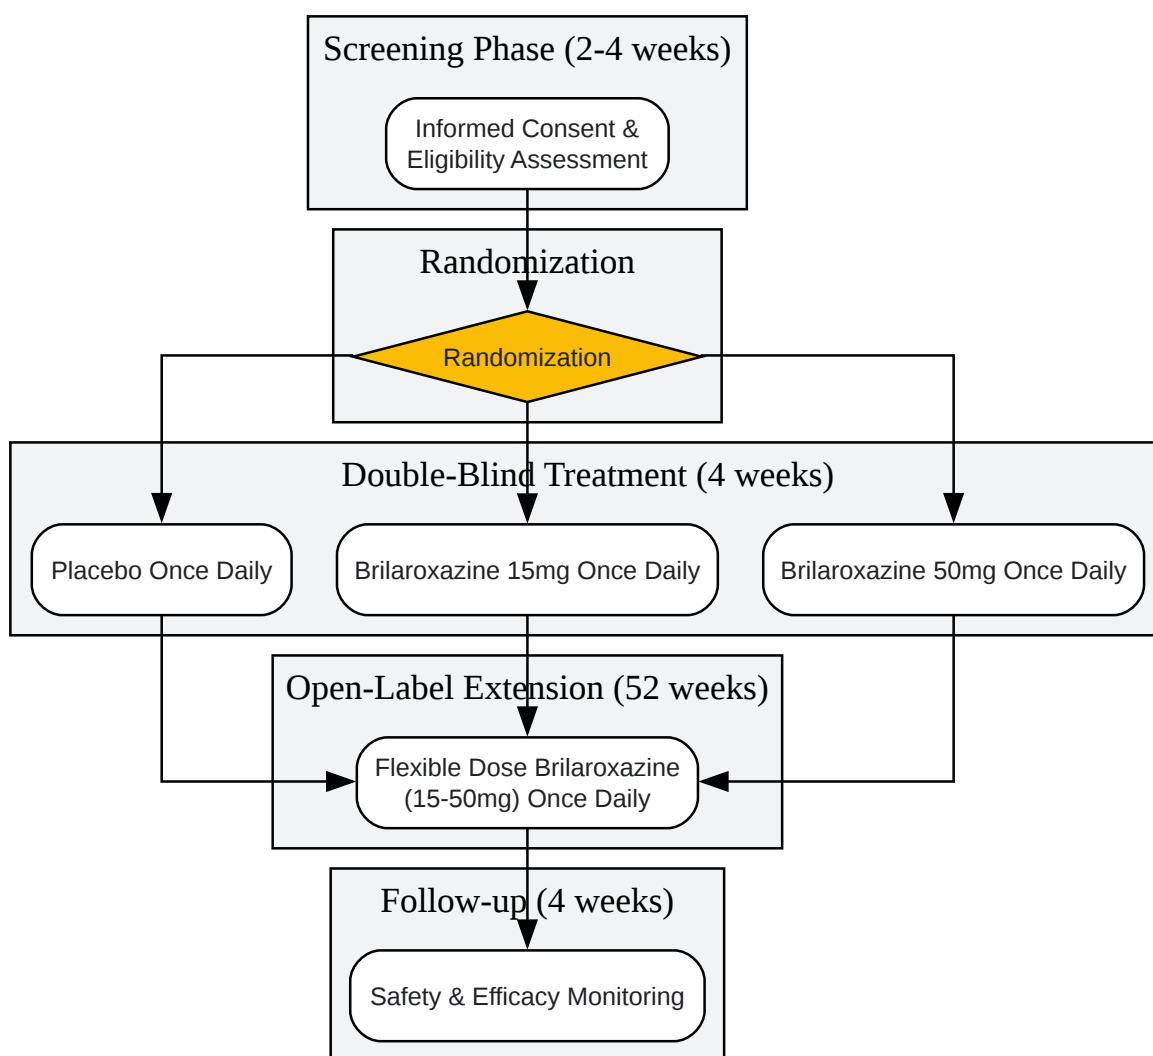 Screening Phase (2-4 weeks)
Informed Consent &
Eligibility Assessment
Randomization
Randomization
Double-Blind Treatment (4 weeks)
Placebo Once Daily
Brilaroxazine 15mg Once Daily
Brilaroxazine 50mg Once Daily
Open-Label Extension (52 weeks)
Flexible Dose Brilaroxazine
(15-50mg) Once Daily
Follow-up (4 weeks)
Safety & Efficacy Monitoring